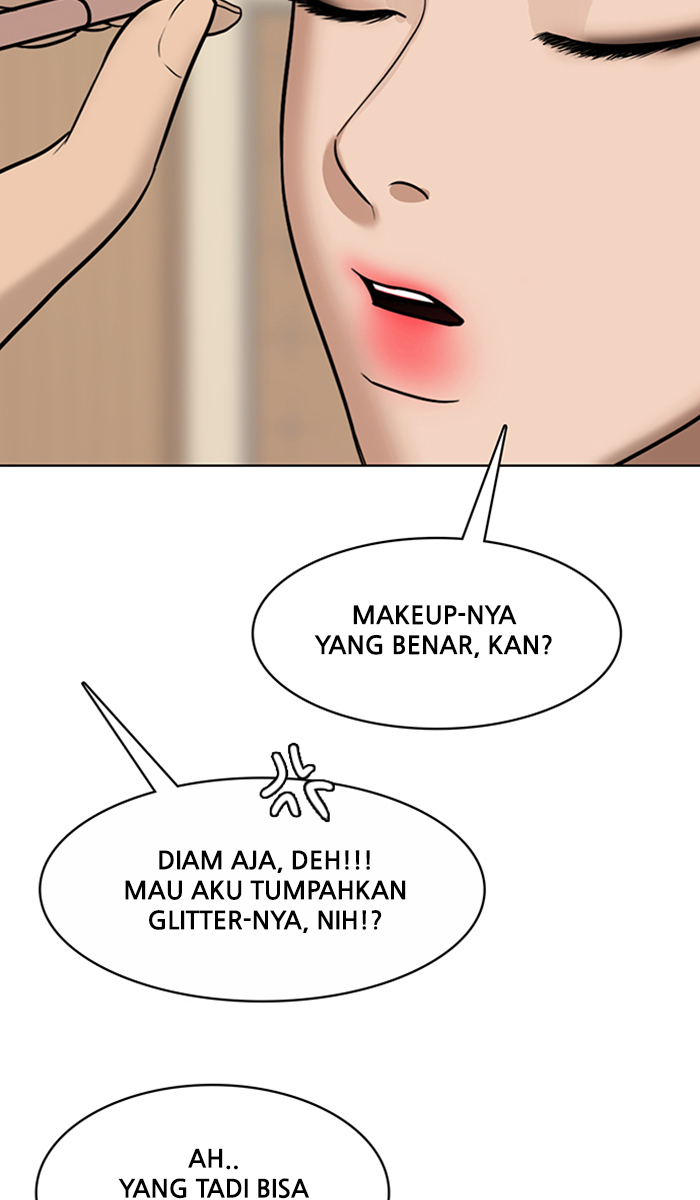 MAKEUP-NYA
YANG BENAR, KAN?
DIAM AJA, DEH!!!
MAU AKU TUMPAHKAN
GLITTER-NYA, NIH!?
AH..
YANG TADI BISA